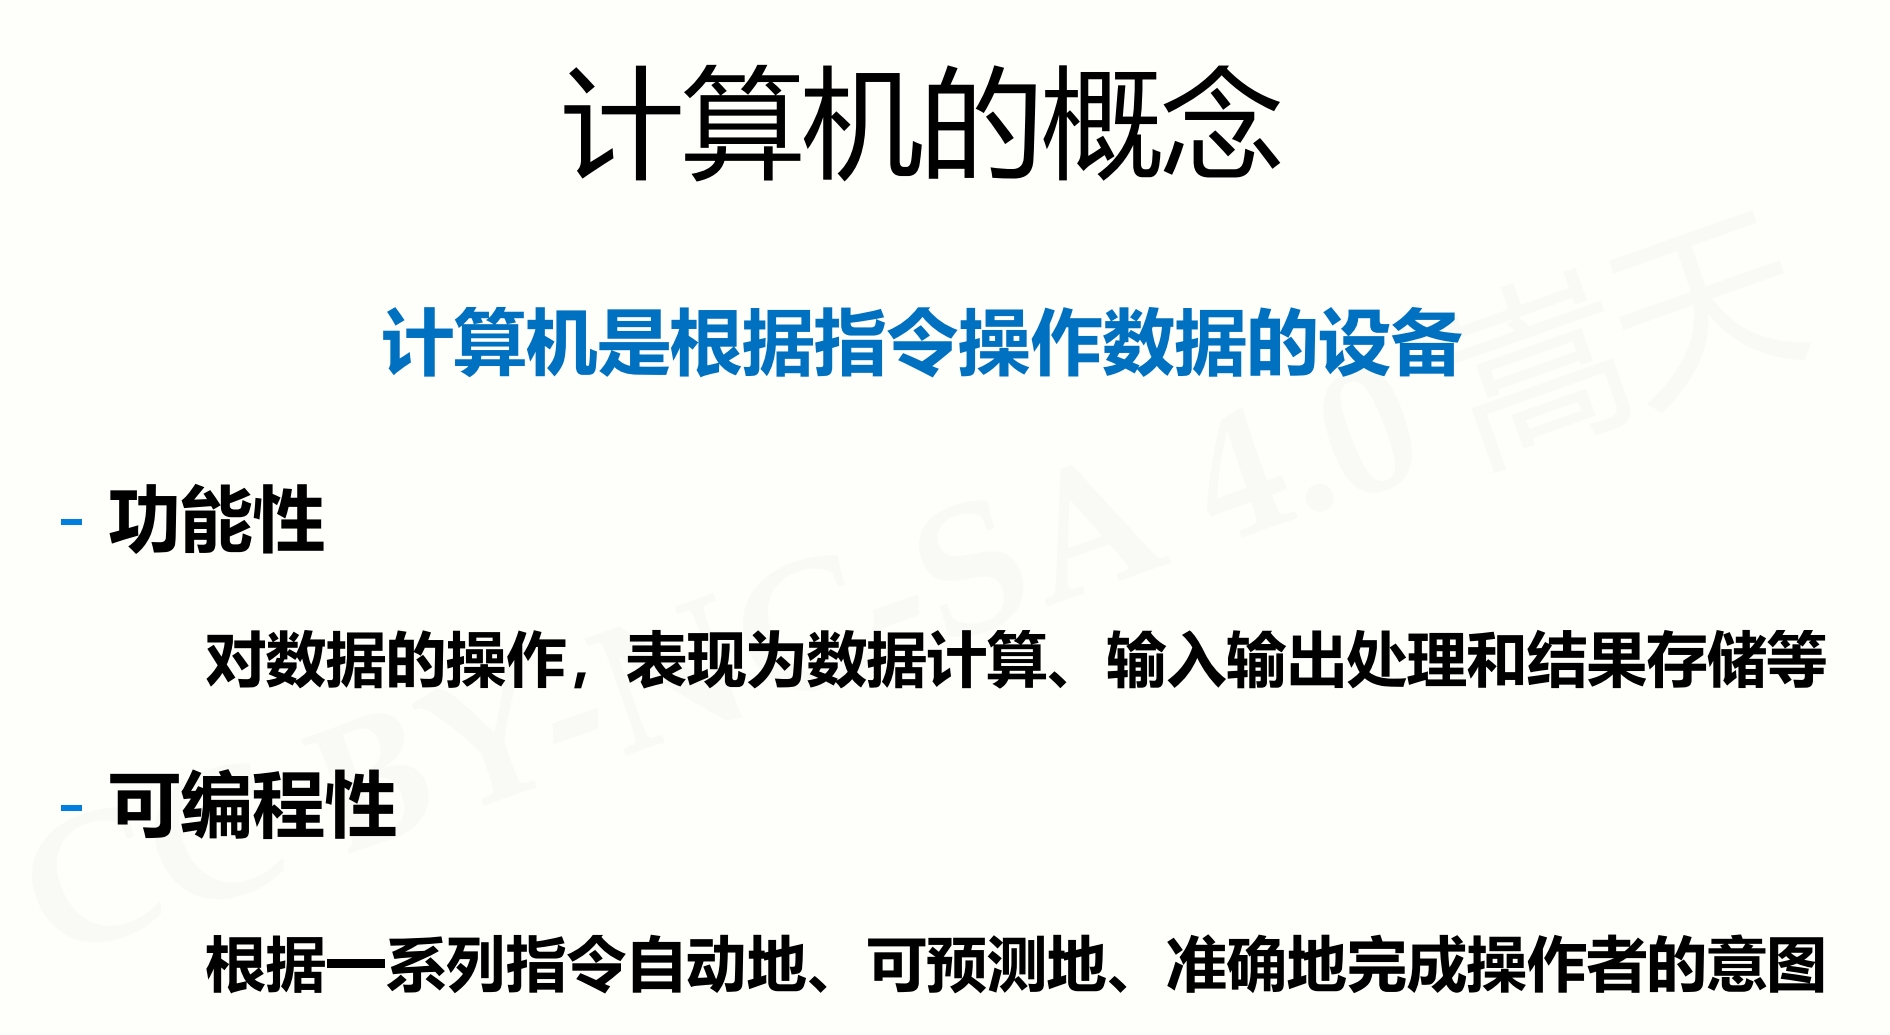 计算机的概念
计算机是根据指令操作数据的设备
- 功能性
对数据的操作，表现为数据计算、输入输出处理和结果存储等
- 可编程性
根据一系列指令自动地、可预测地、准确地完成操作者的意图
CC BY-NC-SA 4.0 嵩天